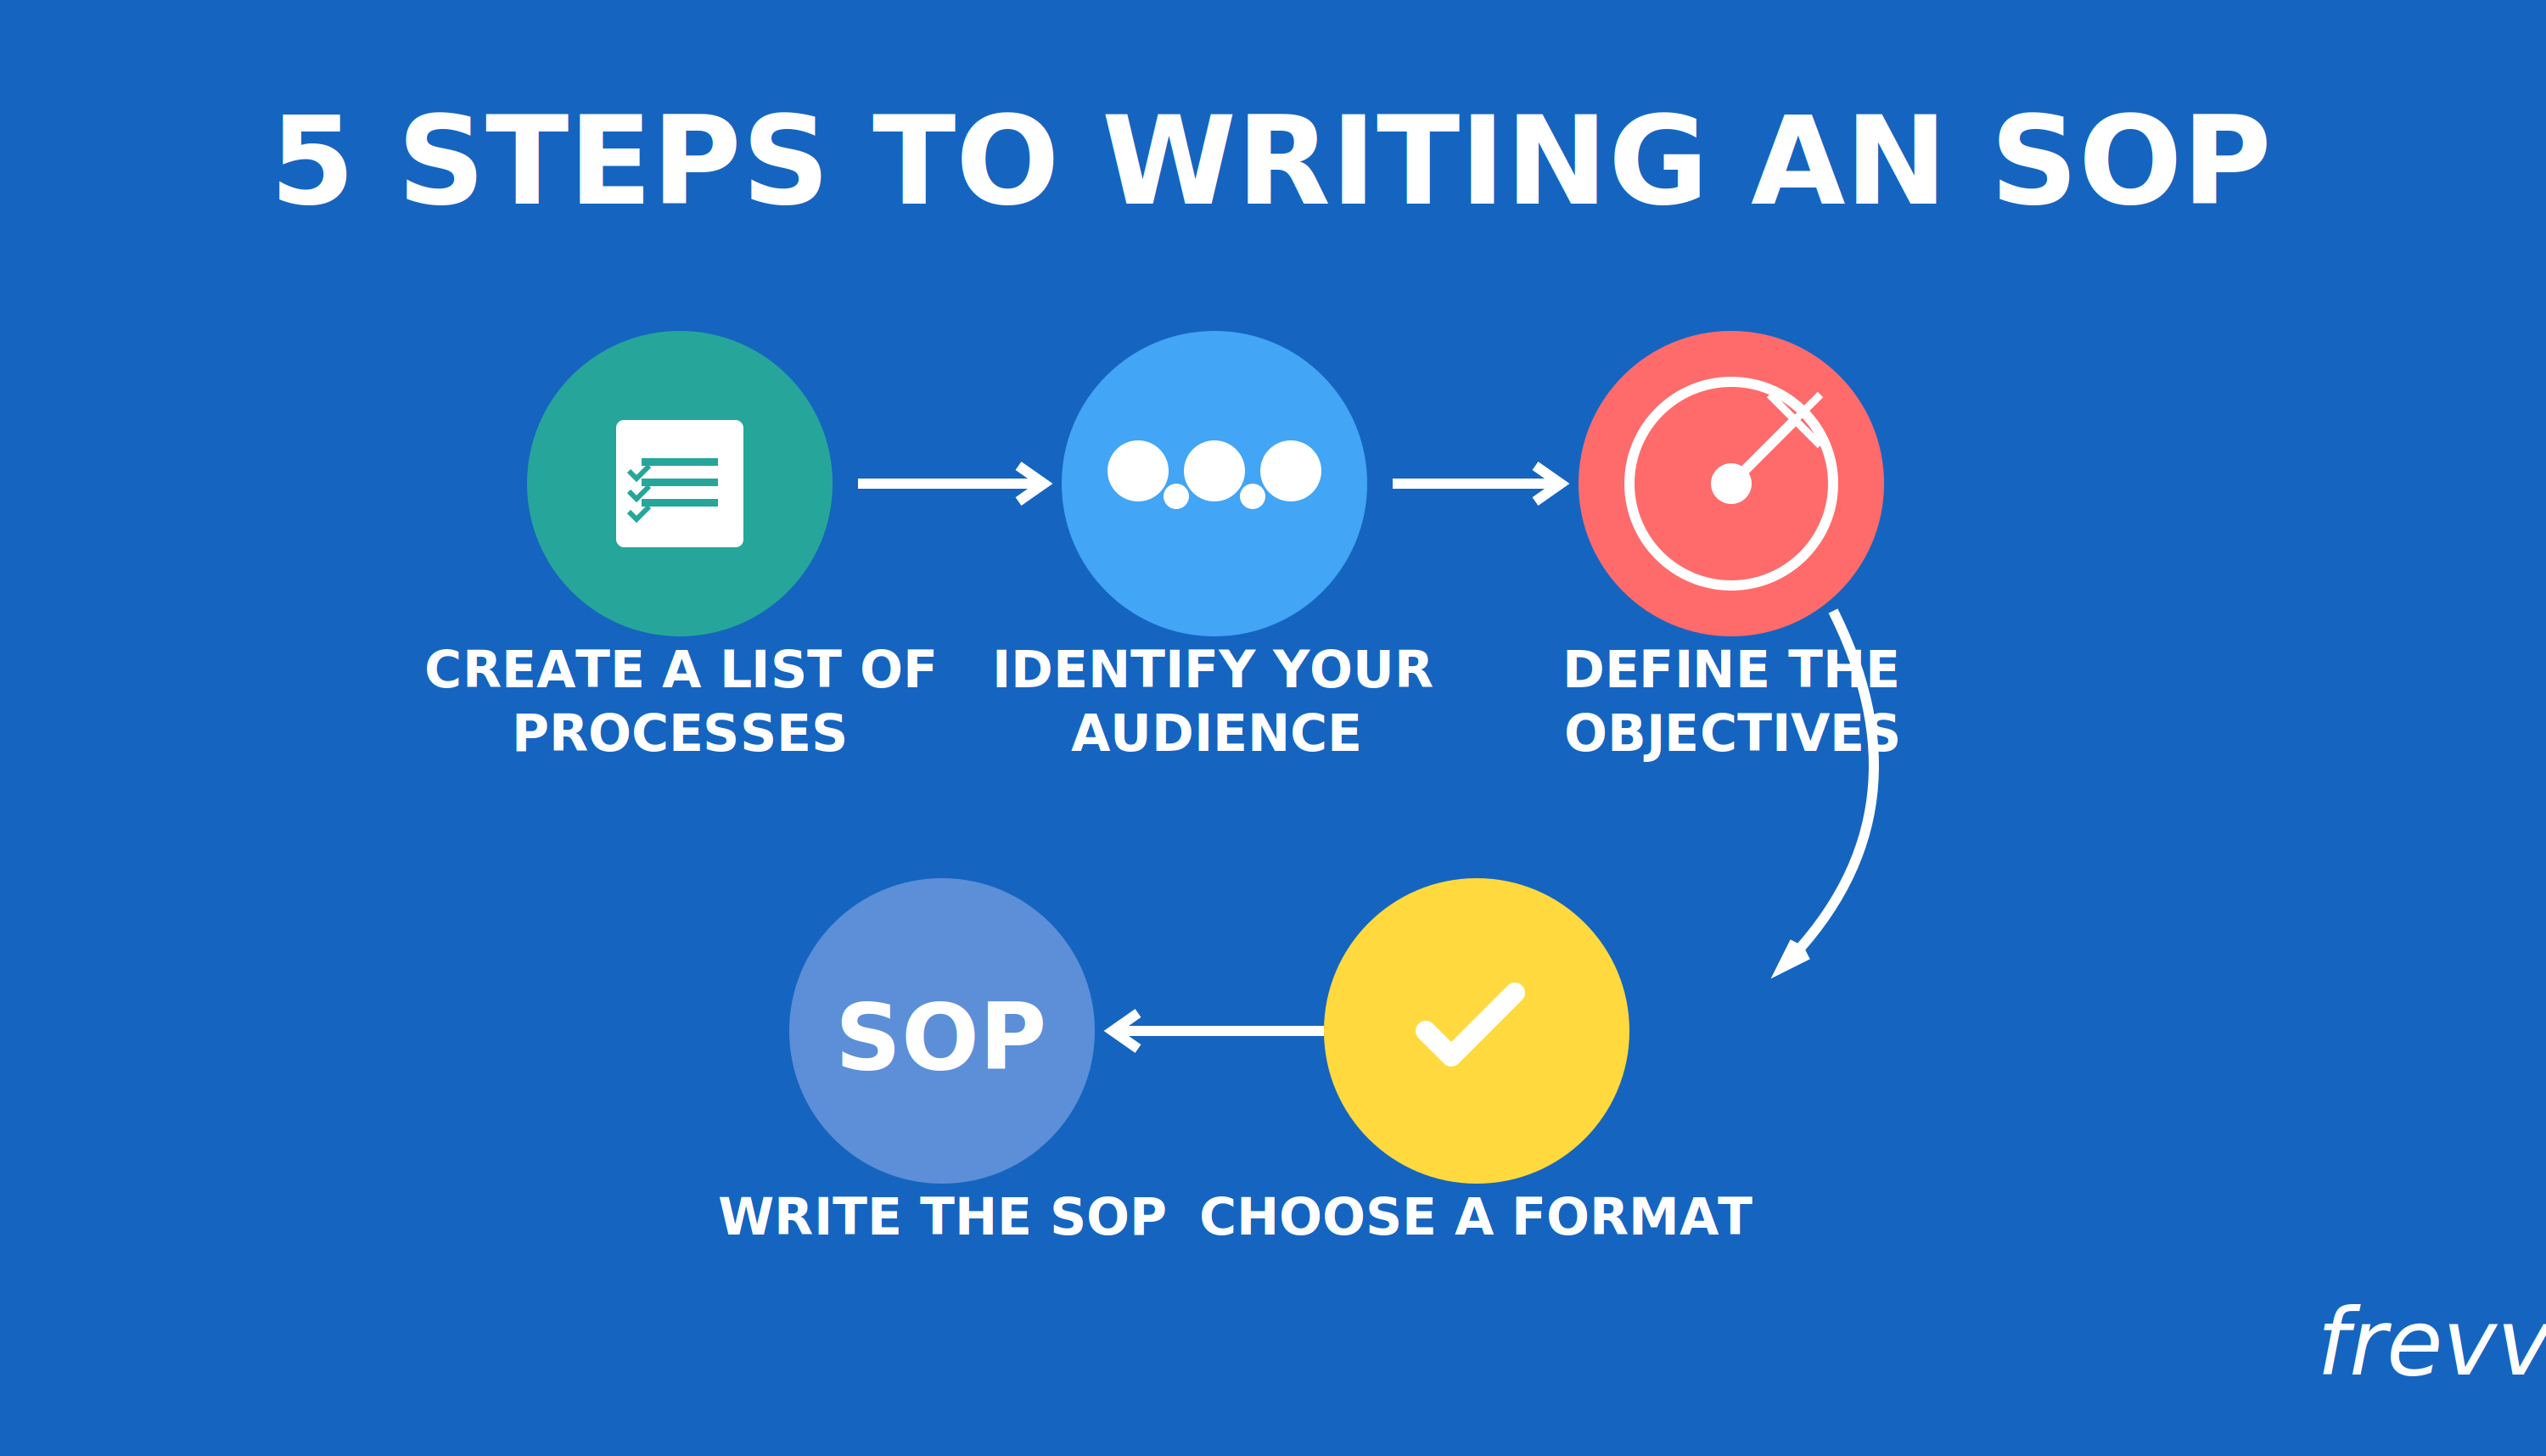 5 STEPS TO WRITING AN SOP
CREATE A LIST OF
PROCESSES
IDENTIFY YOUR
AUDIENCE
DEFINE THE
OBJECTIVES
SOP
WRITE THE SOP
CHOOSE A FORMAT
frevv